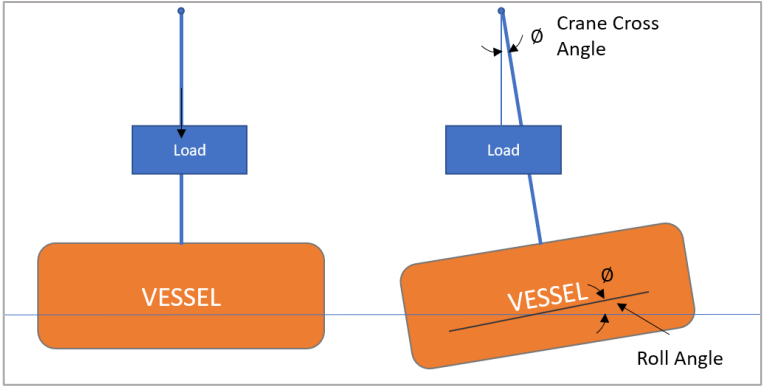 Ø
Crane Cross
Angle
Load
Load
VESSEL
VESSEL
Ø
Roll Angle